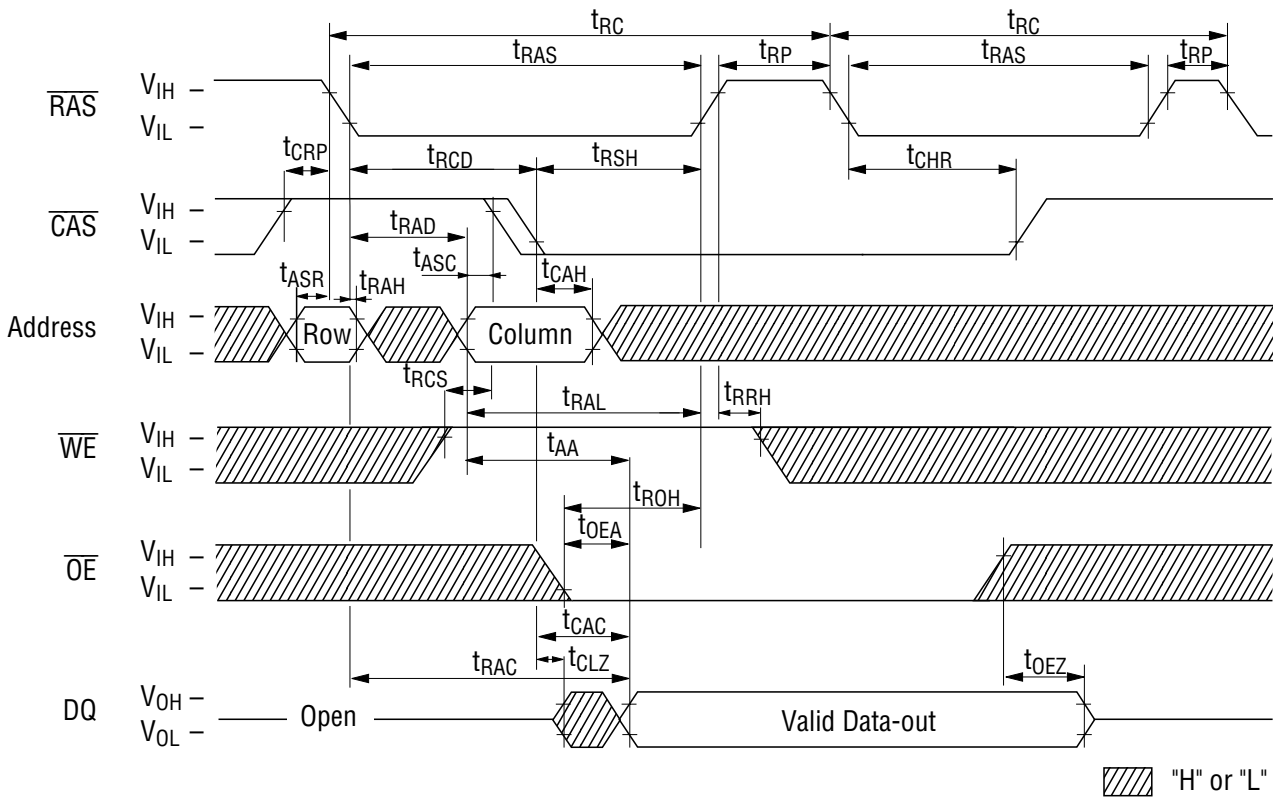 tRC tRC
tRAS tRP tRAS tRP
RAS VIH
VIL
tCRP tRCD tRSH tCHR
CAS VIH
VIL
tRAD
tASC tCAH
tASR tRAH
Address VIH
VIL
Row Column
tRCS tRAL tRRH
WE VIH
VIL
tAA
tROH
tOEA
OE VIH
VIL
tCAC
tRAC tCLZ tOEZ
DQ VOH
VOL
Open Valid Data-out
"H" or "L"